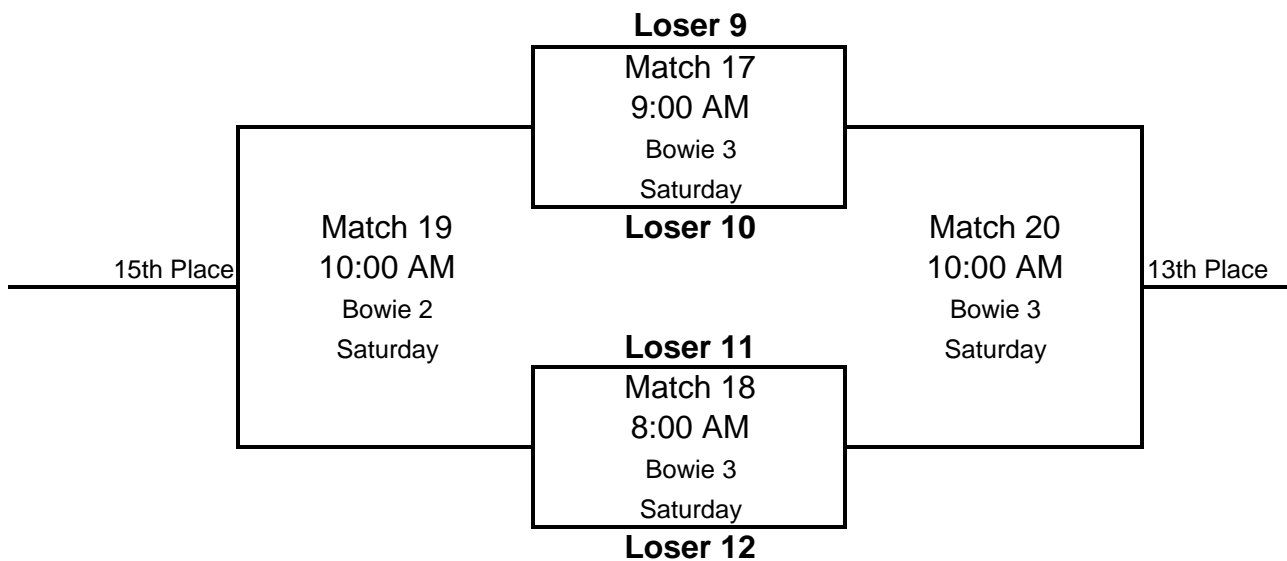 Loser 9
Match 17
9:00 AM
Bowie 3
Saturday
Loser 10
Match 19
10:00 AM
Bowie 2
Saturday
15th Place
Match 20
10:00 AM
Bowie 3
Saturday
13th Place
Loser 11
Match 18
8:00 AM
Bowie 3
Saturday
Loser 12